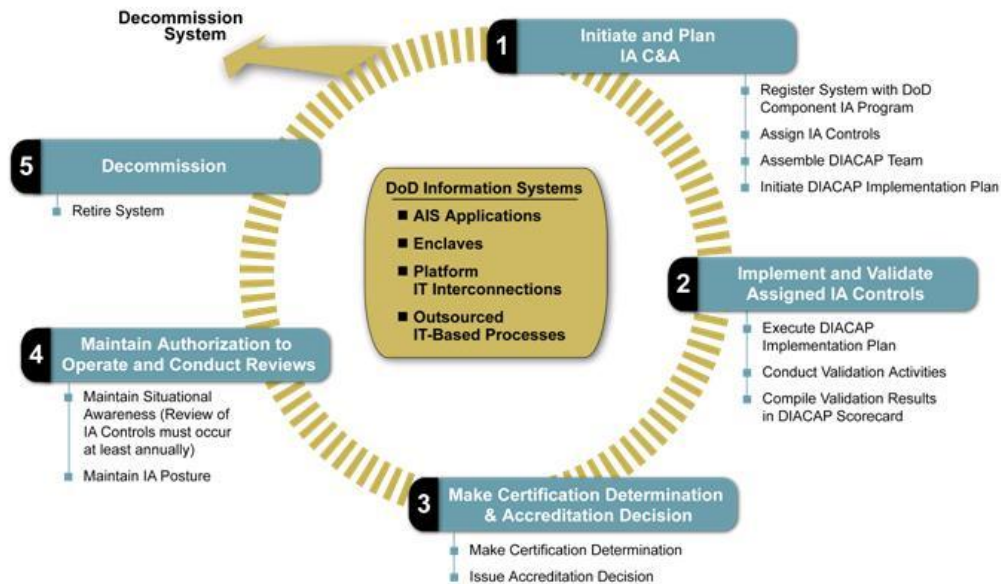 Decommission
System
1
Initiate and Plan
IA C&A
Register System with DoD
Component IA Program
Assign IA Controls
Assemble DIACAP Team
Initiate DIACAP Implementation Plan
2
Implement and Validate
Assigned IA Controls
Execute DIACAP
Implementation Plan
Conduct Validation Activities
Compile Validation Results
in DIACAP Scorecard
3
Make Certification Determination
& Accreditation Decision
Make Certification Determination
Issue Accreditation Decision
4
Maintain Authorization to
Operate and Conduct Reviews
Maintain Situational
Awareness (Review of
IA Controls must occur
at least annually)
Maintain IA Posture
5
Decommission
Retire System
DoD Information Systems
AIS Applications
Enclaves
Platform
IT Interconnections
Outsourced
IT-Based Processes